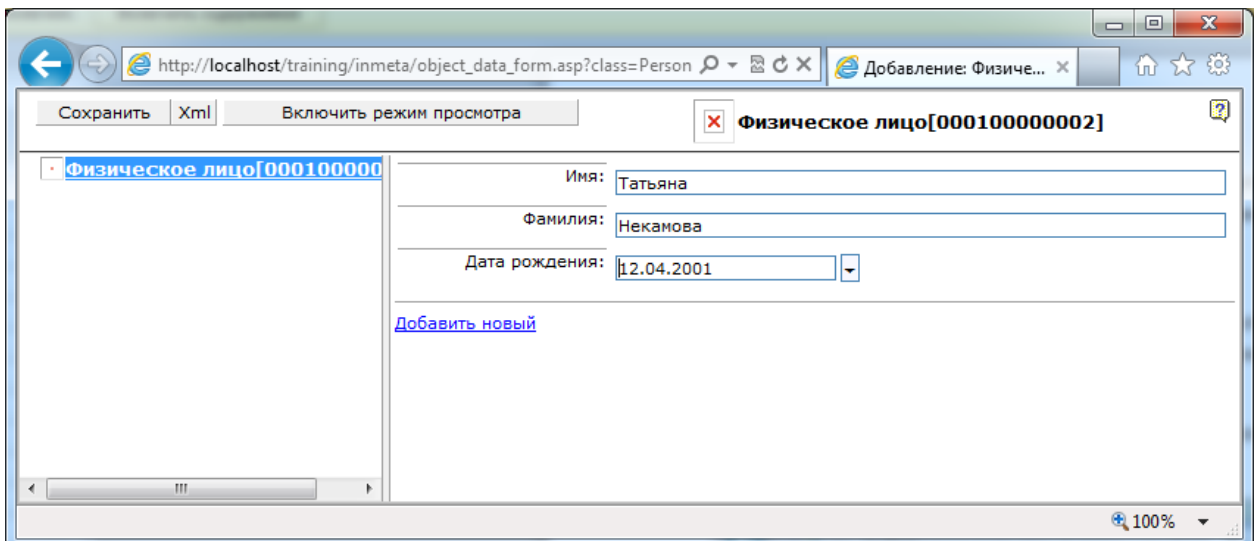 http://localhost/training/inmeta/object_data_form.asp?class=Person
Добавление: Физиче...
Сохранить Xml Включить режим просмотра
Физическое лицо[000100000002]
Физическое лицо[000100000
Имя: Татьяна
Фамилия: Некамова
Дата рождения: 12.04.2001
Добавить новый
100%